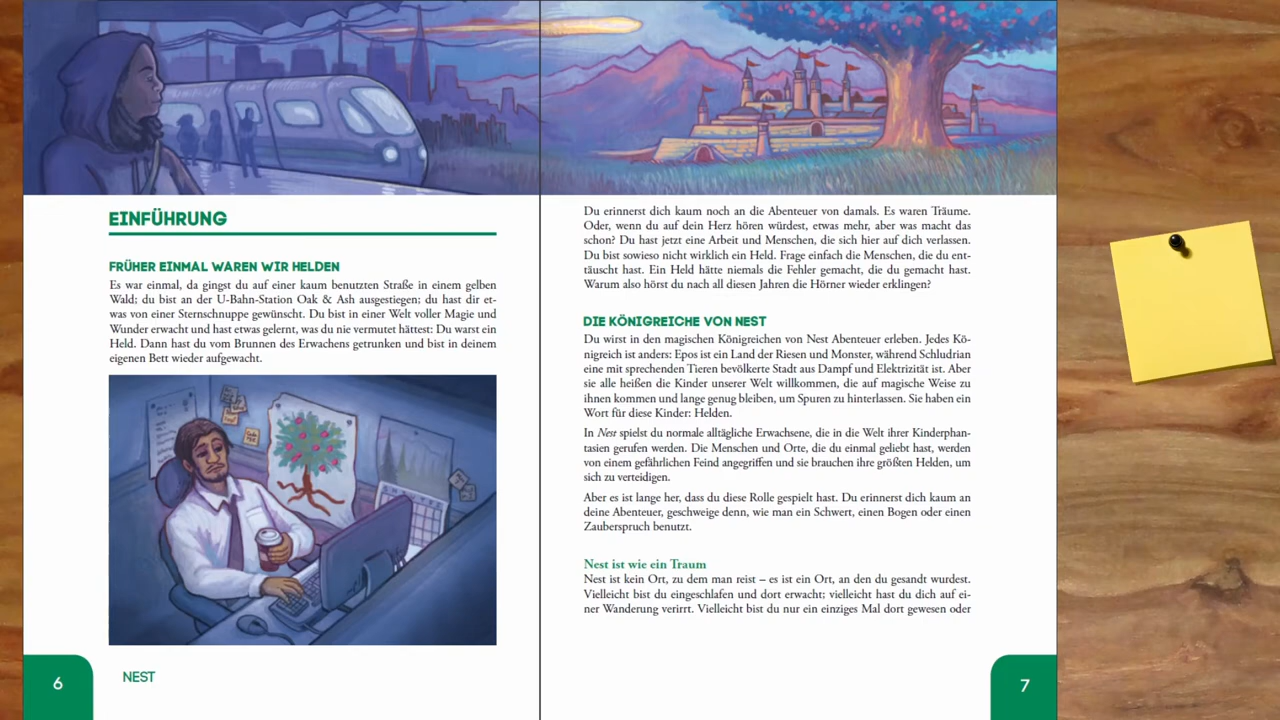 EINFÜHRUNG
FRÜHER EINMAL WAREN WIR HELDEN
Es war einmal, da gingst du auf einer kaum benutzten Straße in einem gelben
Wald; du bist an der U-Bahn-Station Oak & Ash ausgestiegen; du hast dir et-
was von einer Sternschnuppe gewünscht. Du bist in einer Welt voller Magie und
Wunder erwacht und hast etwas gelernt, was du nie vermutet hättest: Du warst ein
Held. Dann hast du vom Brunnen des Erwachens getrunken und bist in deinem
eigenen Bett wieder aufgewacht.
6
NEST
Du erinnerst dich kaum noch an die Abenteuer von damals. Es waren Träume.
Oder, wenn du auf dein Herz hören würdest, etwas mehr, aber was macht das
schon? Du hast jetzt eine Arbeit und Menschen, die sich hier auf dich verlassen.
Du bist sowieso nicht wirklich ein Held. Frage einfach die Menschen, die du ent-
täuscht hast. Ein Held hätte niemals die Fehler gemacht, die du gemacht hast.
Warum also hörst du nach all diesen Jahren die Hörner wieder erklingen?
DIE KÖNIGREICHE VON NEST
Du wirst in den magischen Königreichen von Nest Abenteuer erleben. Jedes Kö-
nigreich ist anders: Epos ist ein Land der Riesen und Monster, während Schludrian
eine mit sprechenden Tieren bevölkerte Stadt aus Dampf und Elektrizität ist. Aber
sie alle heißen die Kinder unserer Welt willkommen, die auf magische Weise zu
ihnen kommen und lange genug bleiben, um Spuren zu hinterlassen. Sie haben ein
Wort für diese Kinder: Helden.
In Nest spielst du normale alltägliche Erwachsene, die in die Welt ihrer Kinderphan-
tasien gerufen werden. Die Menschen und Orte, die du einmal geliebt hast, werden
von einem gefährlichen Feind angegriffen und sie brauchen ihre größten Helden, um
sich zu verteidigen.
Aber es ist lange her, dass du diese Rolle gespielt hast. Du erinnerst dich kaum an
deine Abenteuer, geschweige denn, wie man ein Schwert, einen Bogen oder einen
Zauberspruch benutzt.
Nest ist wie ein Traum
Nest ist kein Ort, zu dem man reist – es ist ein Ort, an den du gesandt wurdest.
Vielleicht bist du eingeschlafen und dort erwacht; vielleicht hast du dich auf ei-
ner Wanderung verirrt. Vielleicht bist du nur ein einziges Mal dort gewesen oder
7